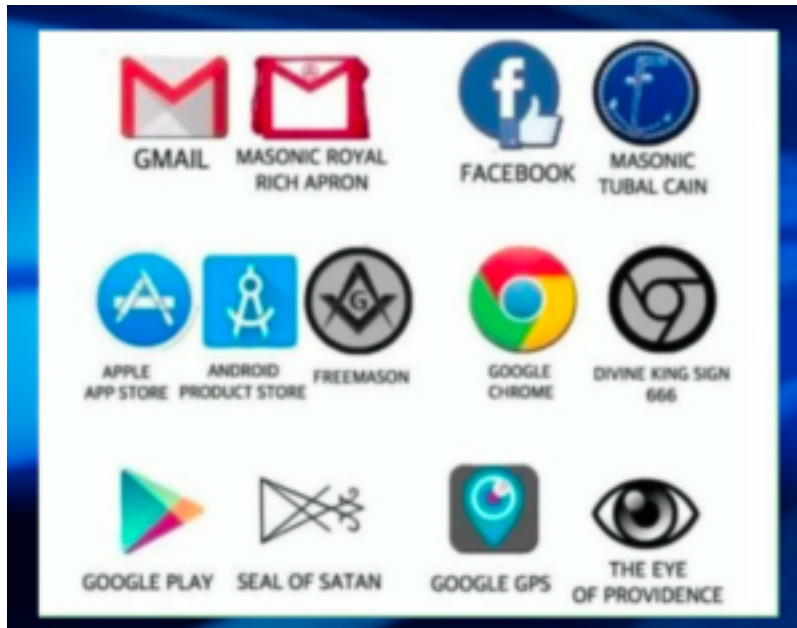 GMAIL
MASONIC ROYAL
RICH APRON
FACEBOOK
MASONIC
TUBAL CAIN
APPLE
APP STORE
ANDROID
PRODUCT STORE
FREEMASON
GOOGLE
CHROME
DIVINE KING SIGN
666
GOOGLE PLAY
SEAL OF SATAN
GOOGLE GPS
THE EYE
OF PROVIDENCE
f
G